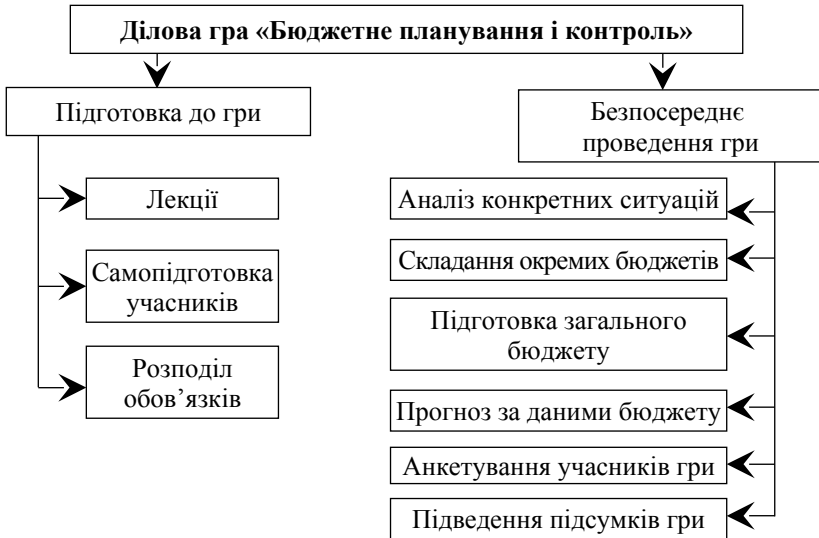 Ділова гра «Бюджетне планування і контроль»
Підготовка до гри
Лекції
Самопідготовка
учасників
Розподіл
обов’язків
Безпосереднє
проведення гри
Аналіз конкретних ситуацій
Складання окремих бюджетів
Підготовка загального
бюджету
Прогноз за даними бюджету
Анкетування учасників гри
Підведення підсумків гри